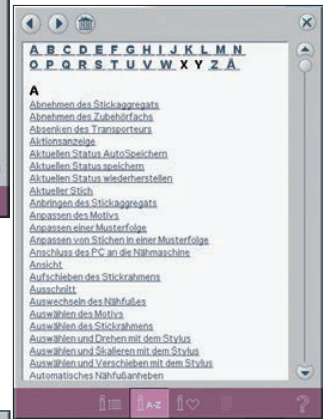 A B C D E F G H I J K L M N
O P Q R S T U V W X Y Z Ä
A
Abnehmen des Stickaggregats
Abnehmen des Zubehörfachs
Absenken des Transporteurs
Aktionsanzeige
Aktuellen Status AutoSpeichern
Aktuellen Status speichern
Aktuellen Status wiederherstellen
Aktueller Stich
Anbringen des Stickaggregats
Anpassen des Motivs
Anpassen einer Musterfolge
Anpassen von Stichen in einer Musterfolge
Anschluss des PC an die Nähmaschine
Ansicht
Aufschieben des Stickrahmens
Ausschnitt
Auswechseln des Nähfußes
Auswählen des Motivs
Auswählen des Stickrahmens
Auswählen und Drehen mit dem Stylus
Auswählen und Skalieren mit dem Stylus
Auswählen und Verschieben mit dem Stylus
Automatisches Nähfußanheben
A-Z
?